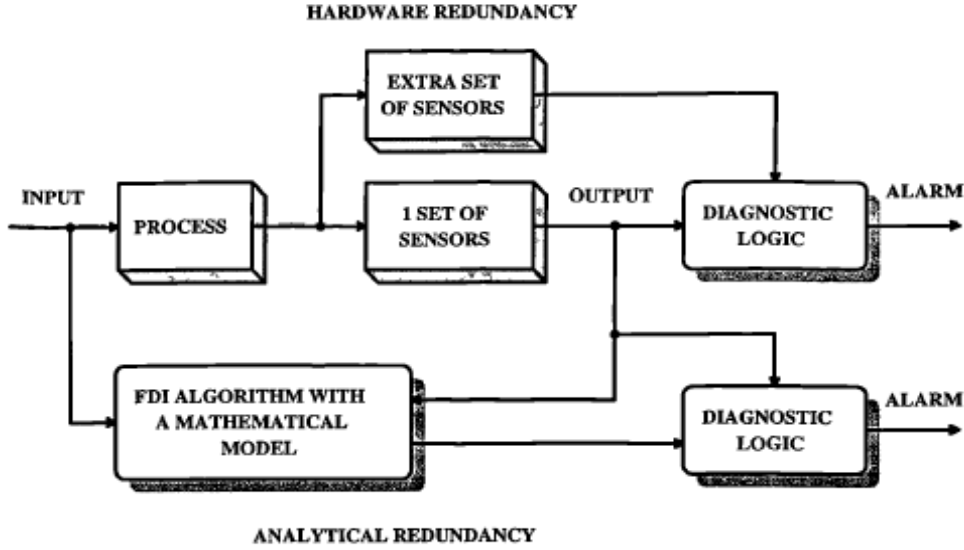 HARDWARE REDUNDANCY
EXTRA SET
OF SENSORS
INPUT
PROCESS
1 SET OF
SENSORS
OUTPUT
DIAGNOSTIC
LOGIC
ALARM
FDI ALGORITHM WITH
A MATHEMATICAL
MODEL
DIAGNOSTIC
LOGIC
ALARM
ANALYTICAL REDUNDANCY